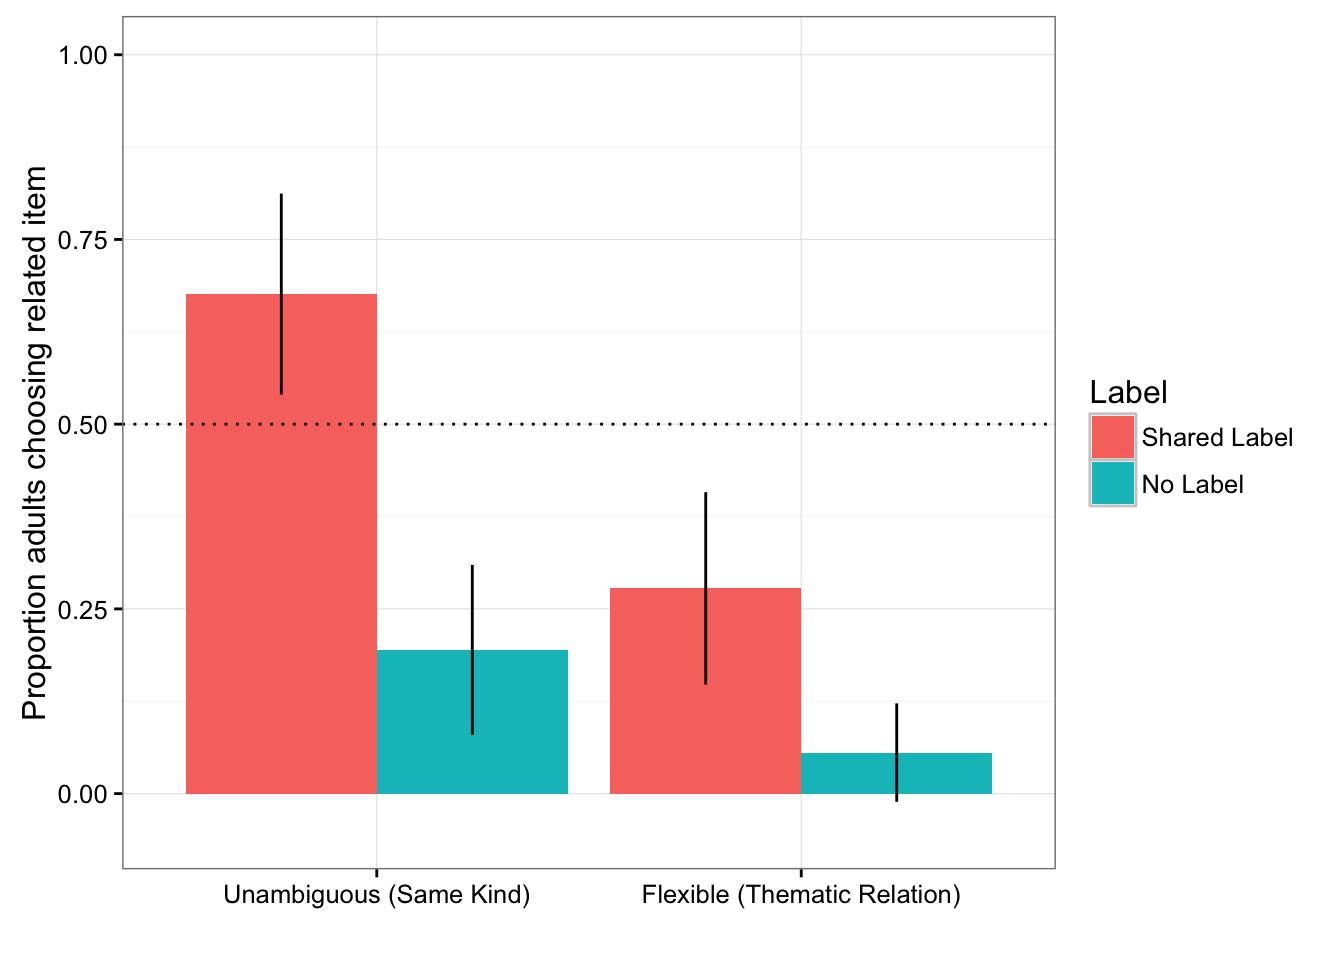 Proportion adults choosing related item
1.00
0.75
0.50
0.25
0.00
Unambiguous (Same Kind)
Flexible (Thematic Relation)
Label
Shared Label
No Label